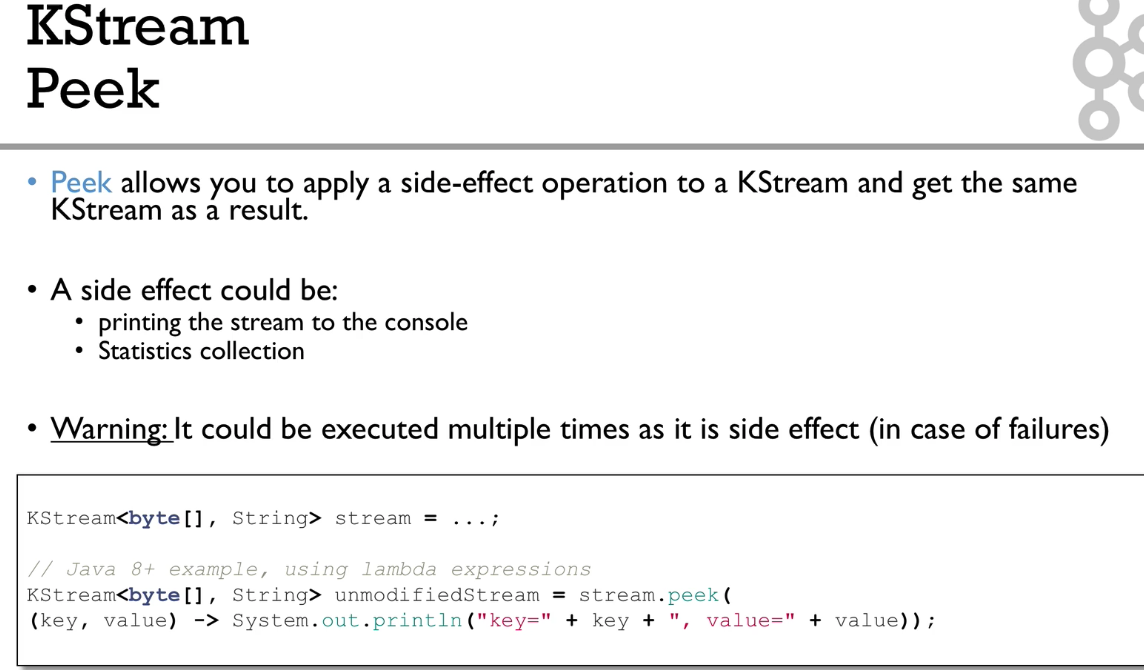 KStream
Peek
• Peek allows you to apply a side-effect operation to a KStream and get the same
KStream as a result.
• A side effect could be:
• printing the stream to the console
• Statistics collection
• Warning: It could be executed multiple times as it is side effect (in case of failures)
KStream<byte[], String> stream = ...;
// Java 8+ example, using lambda expressions
KStream<byte[], String> unmodifiedStream = stream.peek(
(key, value) -> System.out.println("key=" + key + ", value=" + value));